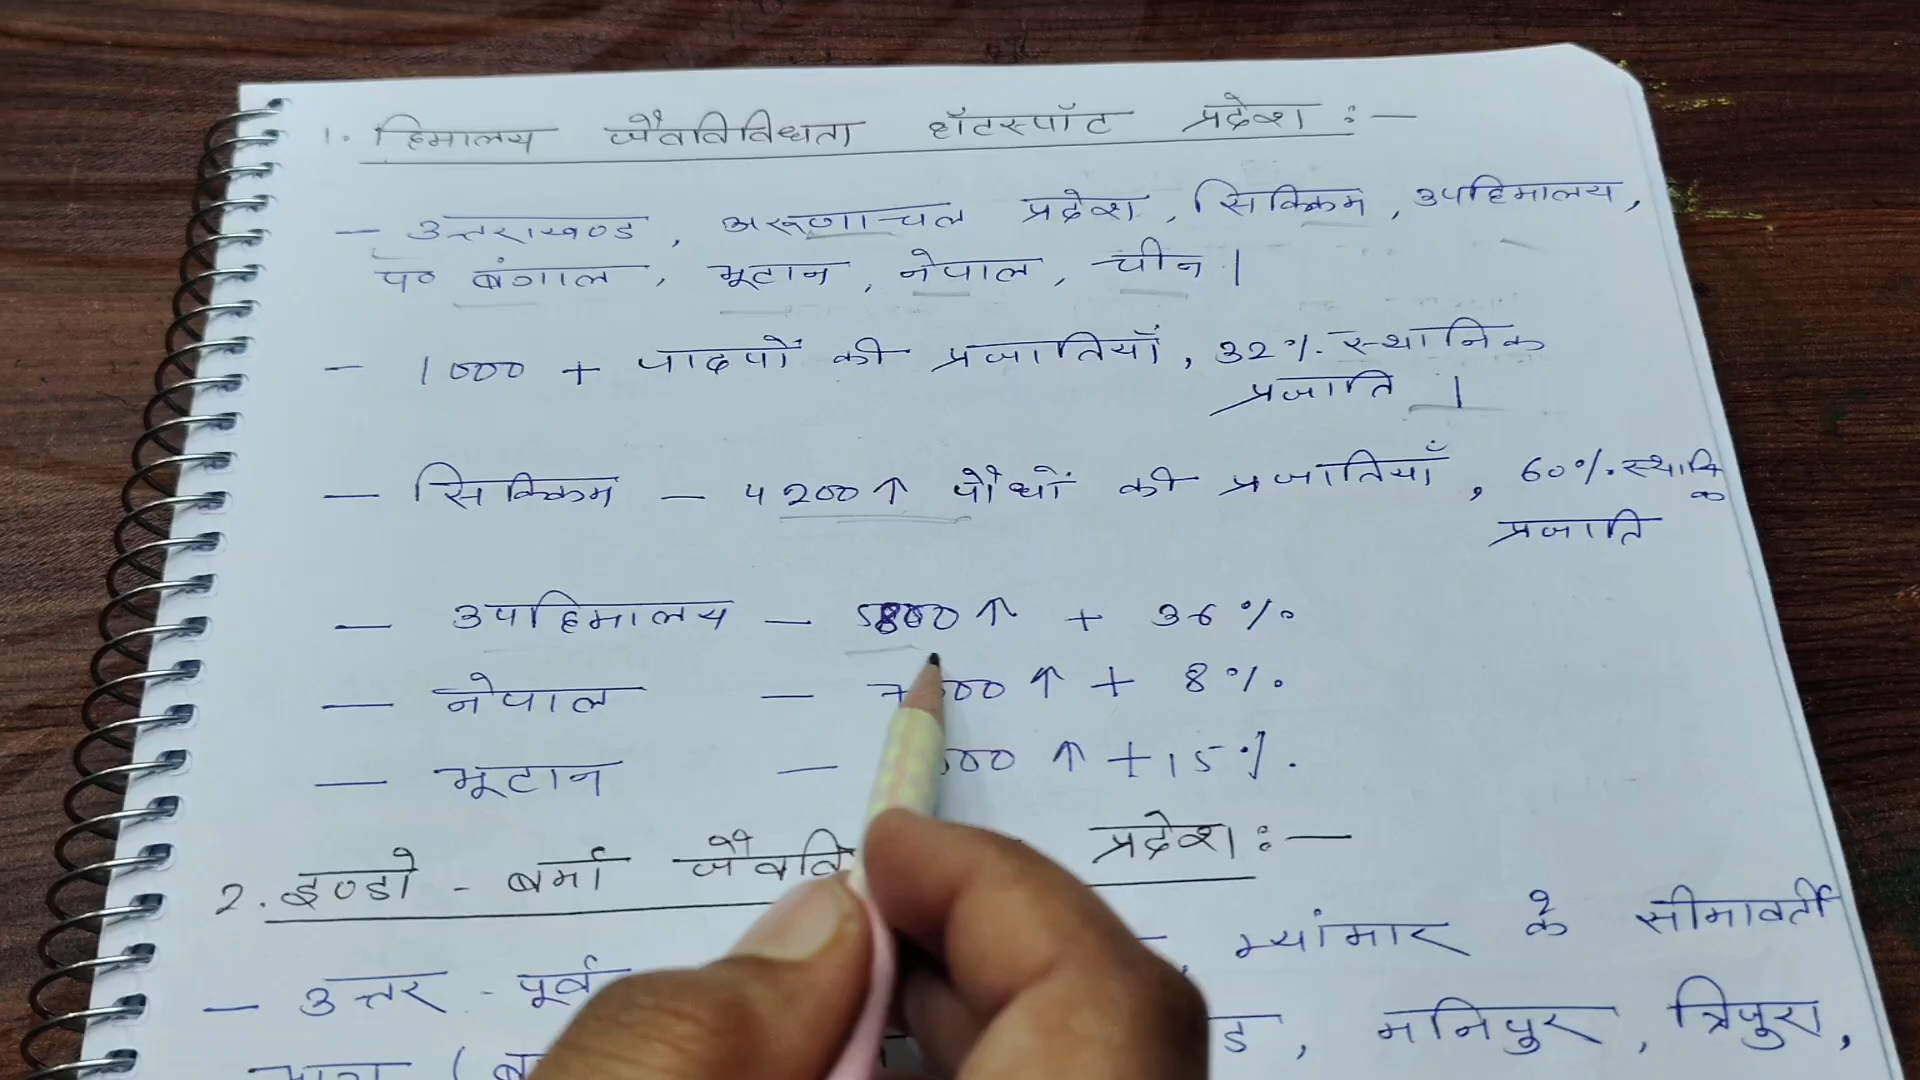 1. हिमालय जैवविविधता हॉटस्पॉट प्रदेश :—
— उत्तराखण्ड, अरूणाचल प्रदेश, सिक्किम, उपहिमालय,
प० बंगाल, भूटान, नेपाल, चीन |
— 1000 + पादपों की प्रजातियाँ, 32% स्थानिक
प्रजाति |
— सिक्किम — 4200↑ पौधों की प्रजातियाँ, 60% स्थानिक
प्रजाति
— उपहिमालय — 5800↑ + 36%
— नेपाल — 7000↑ + 8%
— भूटान — 000↑ + 15%.
2. इण्डो - बर्मा जैववि प्रदेश :—
— उत्तर - पूर्व , म्यांमार के सीमावर्ती
ड, मनिपुर, त्रिपुरा,